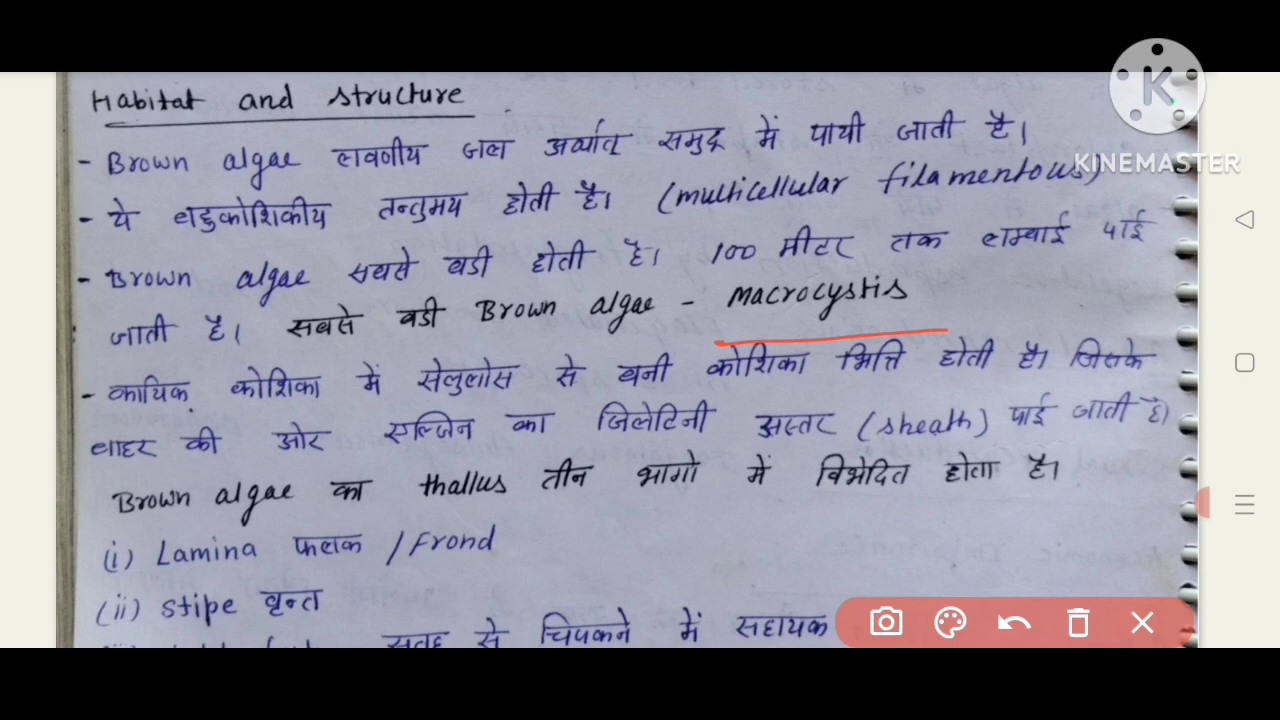 Habitat and structure
- Brown algae लवणीय जल अर्थात् समुद्र में पायी जाती है।
- ये बहुकोशिकीय तन्तुमय होती है। (multicellular filamentous)
- Brown algae सबसे बडी होती है। 100 मीटर तक लम्बाई पाई
जाती है। सबसे बडी Brown algae - Macrocystis
- कायिक कोशिका में सेलुलोस से बनी कोशिका भित्ति होती है। जिसके
बाहर की ओर एल्जिन का जिलेटिनी अस्तर (sheath) पाई जाती है।
Brown algae का thallus तीन भागो में विभेदित होता है।
(i) Lamina फलक / Frond
(ii) stipe वृन्त
सतह से चिपकने में सहायक
K
KINEMASTER